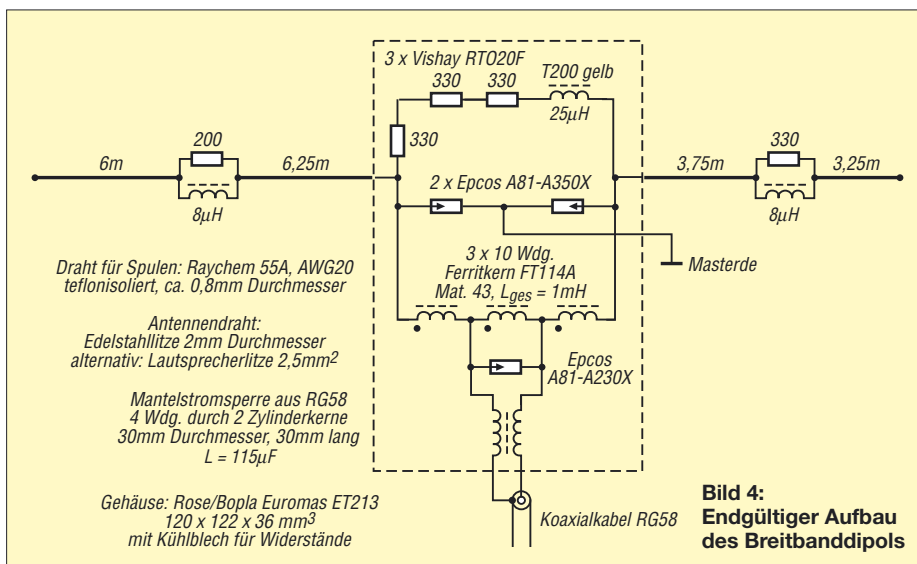 3 x Vishay RTO20F
330 330
T200 gelb
25µH
330
200
6m
6,25m
8µH
3,75m
330
3,25m
8µH
2 x Epcos A81-A350X
Masterde
3 x 10 Wdg.
Ferritkern FT114A
Mat. 43, Lges = 1mH
Draht für Spulen: Raychem 55A, AWG20
teflonisoliert, ca. 0,8mm Durchmesser
Antennendraht:
Edelstahllitze 2mm Durchmesser
alternativ: Lautsprecherlitze 2,5mm²
Epcos
A81-A230X
Mantelstromsperre aus RG58
4 Wdg. durch 2 Zylinderkerne
30mm Durchmesser, 30mm lang
L = 115µF
Gehäuse: Rose/Bopla Euromas ET213
120 x 122 x 36 mm³
mit Kühlblech für Widerstände
Koaxialkabel RG58
Bild 4:
Endgültiger Aufbau
des Breitbanddipols